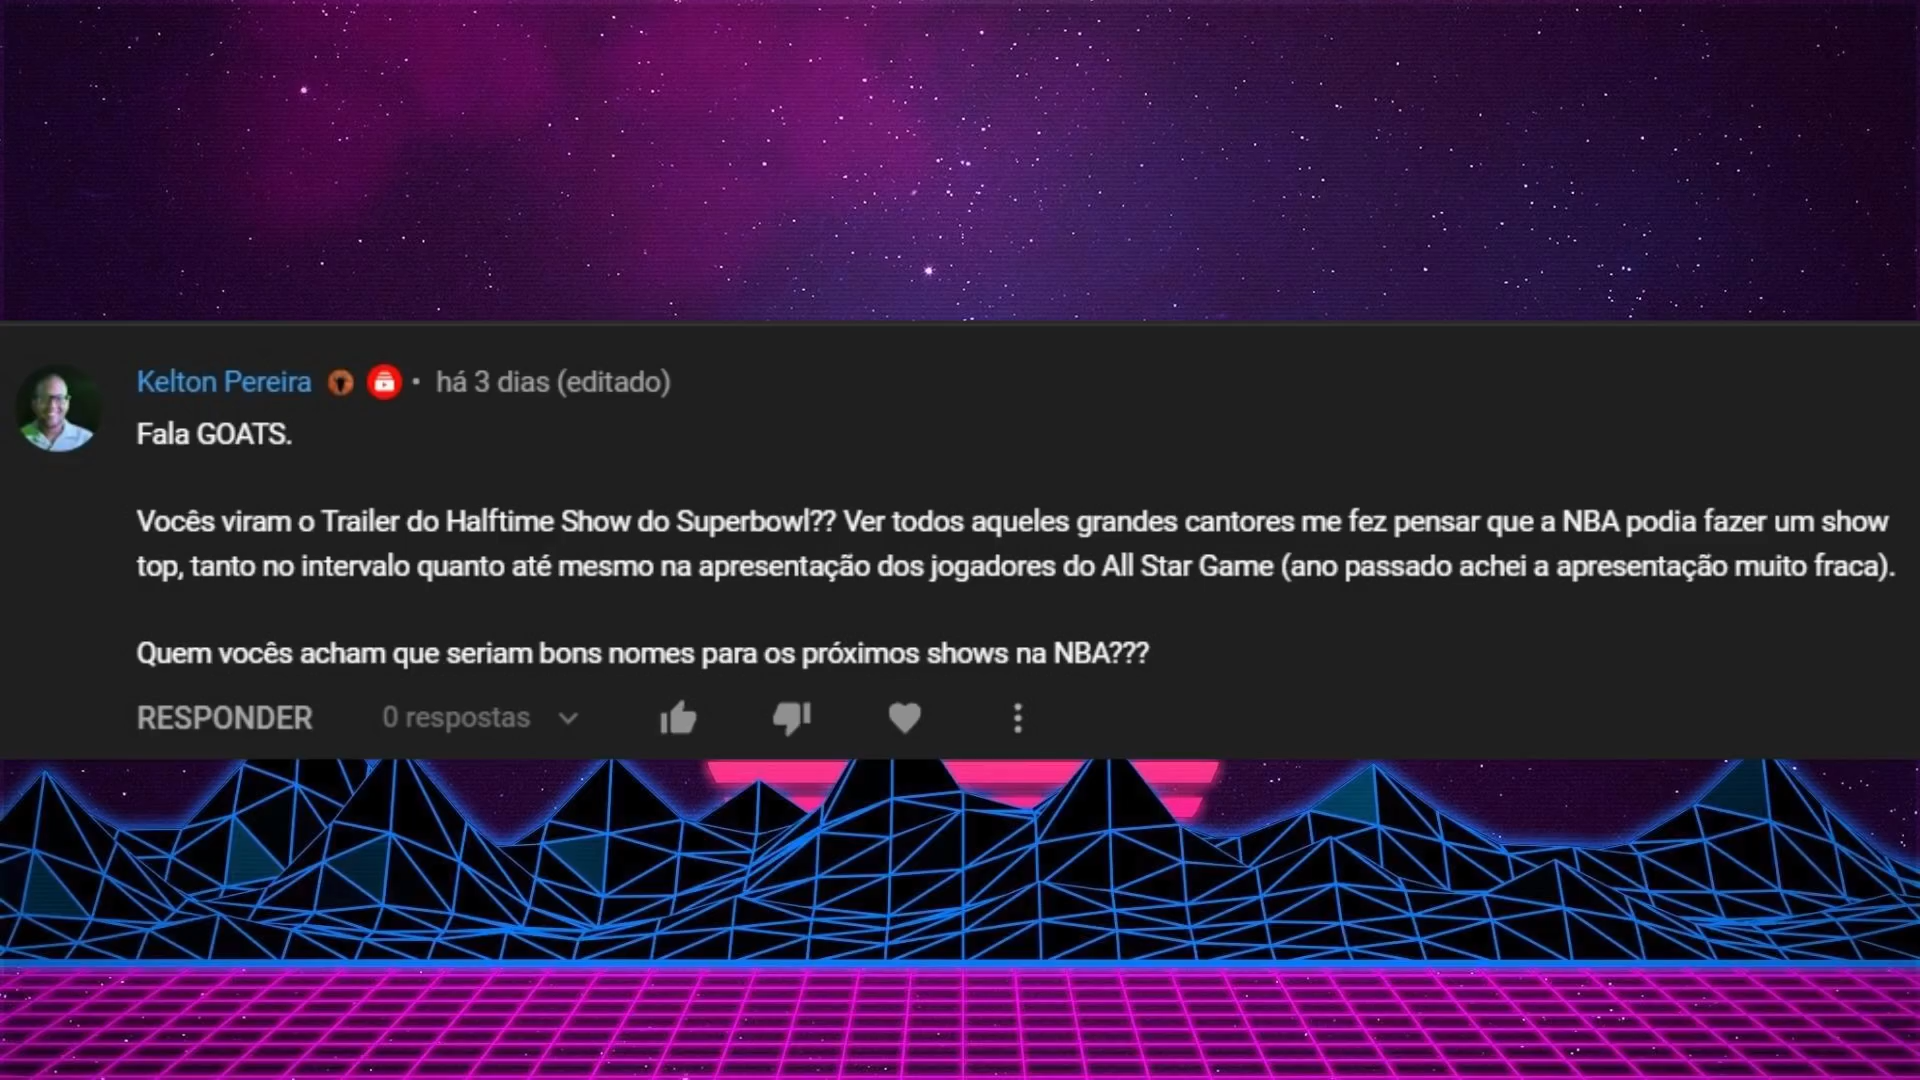 Kelton Pereira • há 3 dias (editado)
Fala GOATS.
Vocês viram o Trailer do Halftime Show do Superbowl?? Ver todos aqueles grandes cantores me fez pensar que a NBA podia fazer um show
top, tanto no intervalo quanto até mesmo na apresentação dos jogadores do All Star Game (ano passado achei a apresentação muito fraca).
Quem vocês acham que seriam bons nomes para os próximos shows na NBA???
RESPONDER 0 respostas